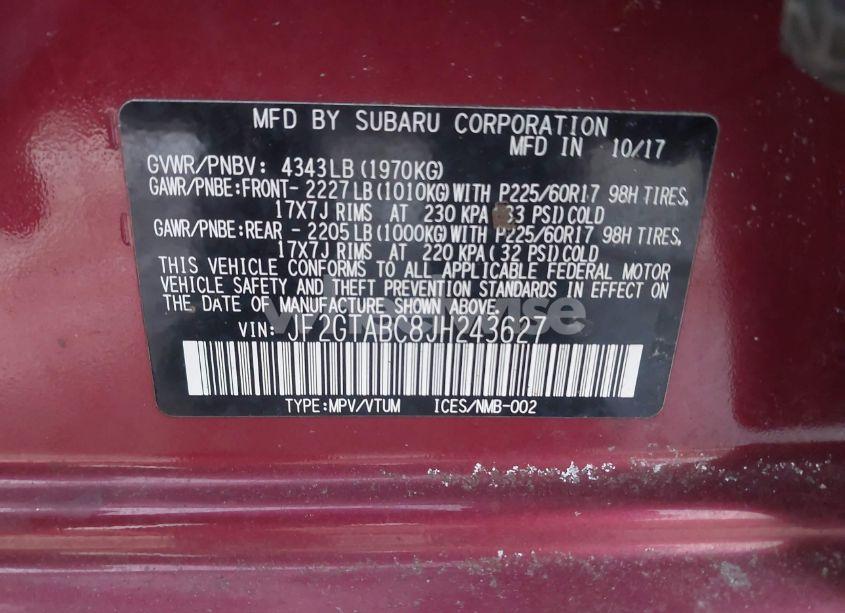 MFD BY SUBARU CORPORATION
MFD IN 10/17
GVWR/PNBV: 4343LB (1970KG)
GAWR/PNBE:FRONT- 2227 LB (1010KG) WITH P225/60R17 98H TIRES,
17X7J RIMS AT 230 KPA (33 PSI) COLD
GAWR/PNBE:REAR - 2205 LB (1000KG) WITH P225/60R17 98H TIRES,
17X7J RIMS AT 220 KPA ( 32 PSI) COLD
THIS VEHICLE CONFORMS TO ALL APPLICABLE FEDERAL MOTOR
VEHICLE SAFETY AND THEFT PREVENTION STANDARDS IN EFFECT ON
THE DATE OF MANUFACTURE SHOWN ABOVE.
VIN: JF2GTABC8JH243627
TYPE:MPV/VTUM ICES/NMB-002